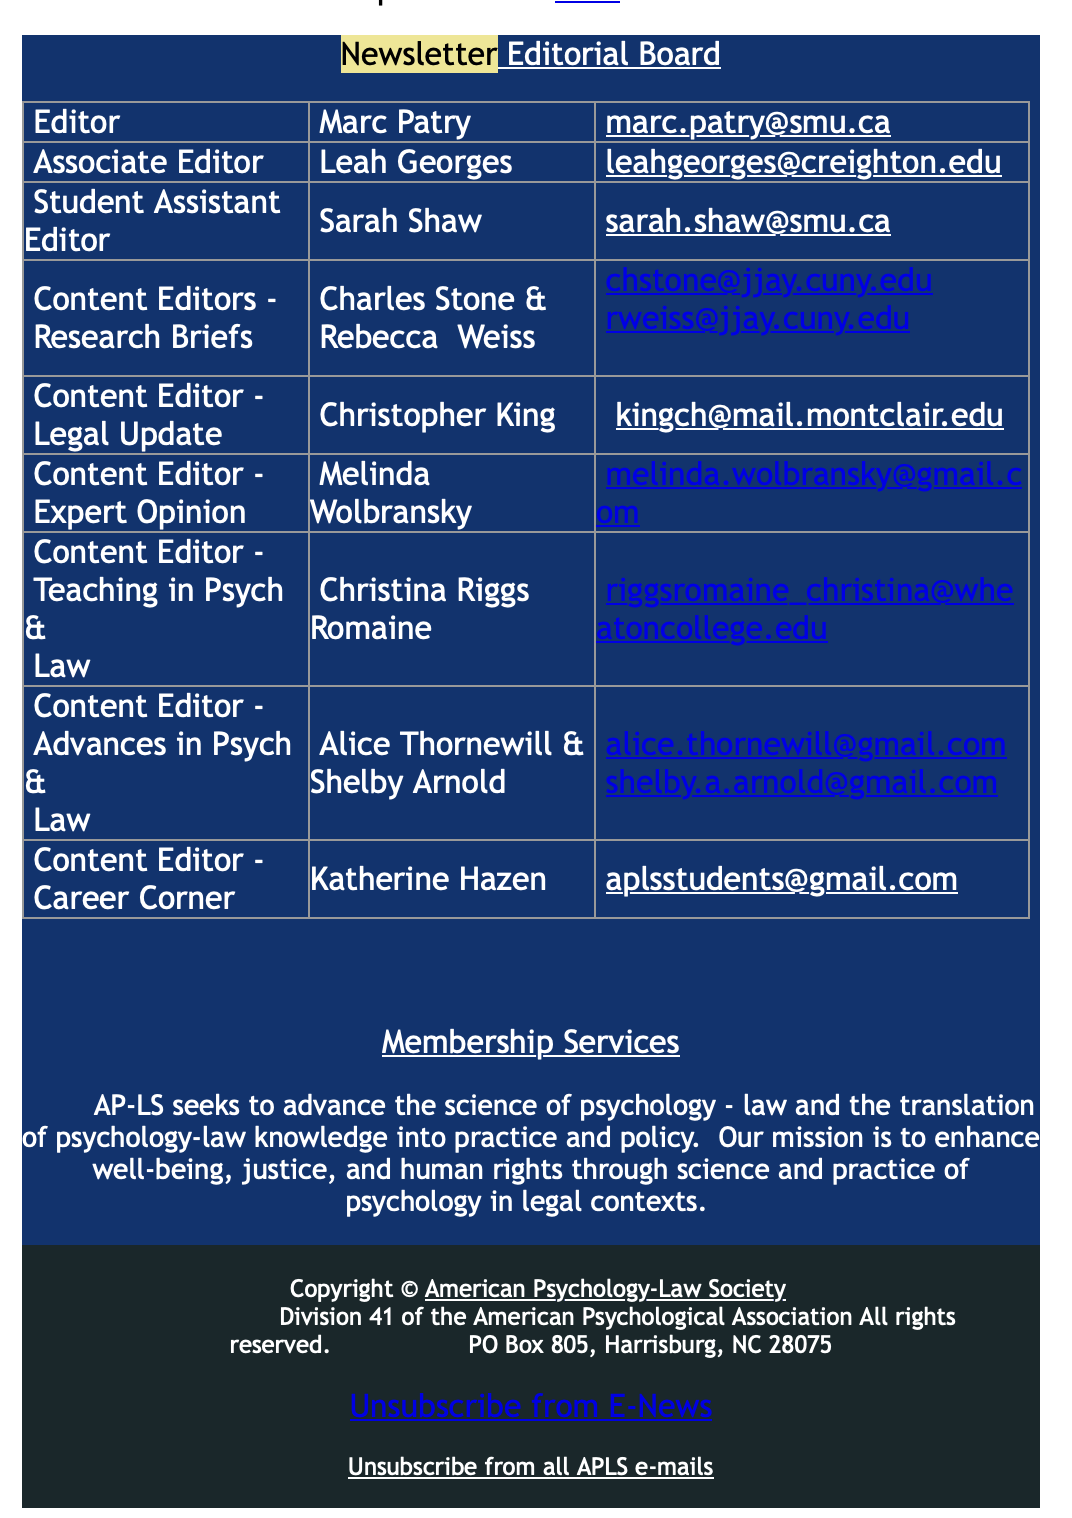 Newsletter Editorial Board
Editor Marc Patry marc.patry@smu.ca
Associate Editor Leah Georges leahgeorges@creighton.edu
Student Assistant
Editor
Sarah Shaw
sarah.shaw@smu.ca
Content Editors -
Research Briefs
Charles Stone &
Rebecca Weiss
chstone@jjay.cuny.edu
rweiss@jjay.cuny.edu
Content Editor -
Legal Update
Christopher King
kingch@mail.montclair.edu
Content Editor -
Expert Opinion
Melinda
Wolbransky
melinda.wolbransky@gmail.c
om
Content Editor -
Teaching in Psych
&
Law
Christina Riggs
Romaine
riggsromaine_christina@whe
atoncollege.edu
Content Editor -
Advances in Psych
&
Law
Alice Thornewill &
Shelby Arnold
alice.thornewill@gmail.com
shelby.a.arnold@gmail.com
Content Editor -
Career Corner
Katherine Hazen
aplsstudents@gmail.com
Membership Services
AP-LS seeks to advance the science of psychology - law and the translation
of psychology-law knowledge into practice and policy. Our mission is to enhance
well-being, justice, and human rights through science and practice of
psychology in legal contexts.
Copyright © American Psychology-Law Society
Division 41 of the American Psychological Association All rights
reserved. PO Box 805, Harrisburg, NC 28075
Unsubscribe from E-News
Unsubscribe from all APLS e-mails